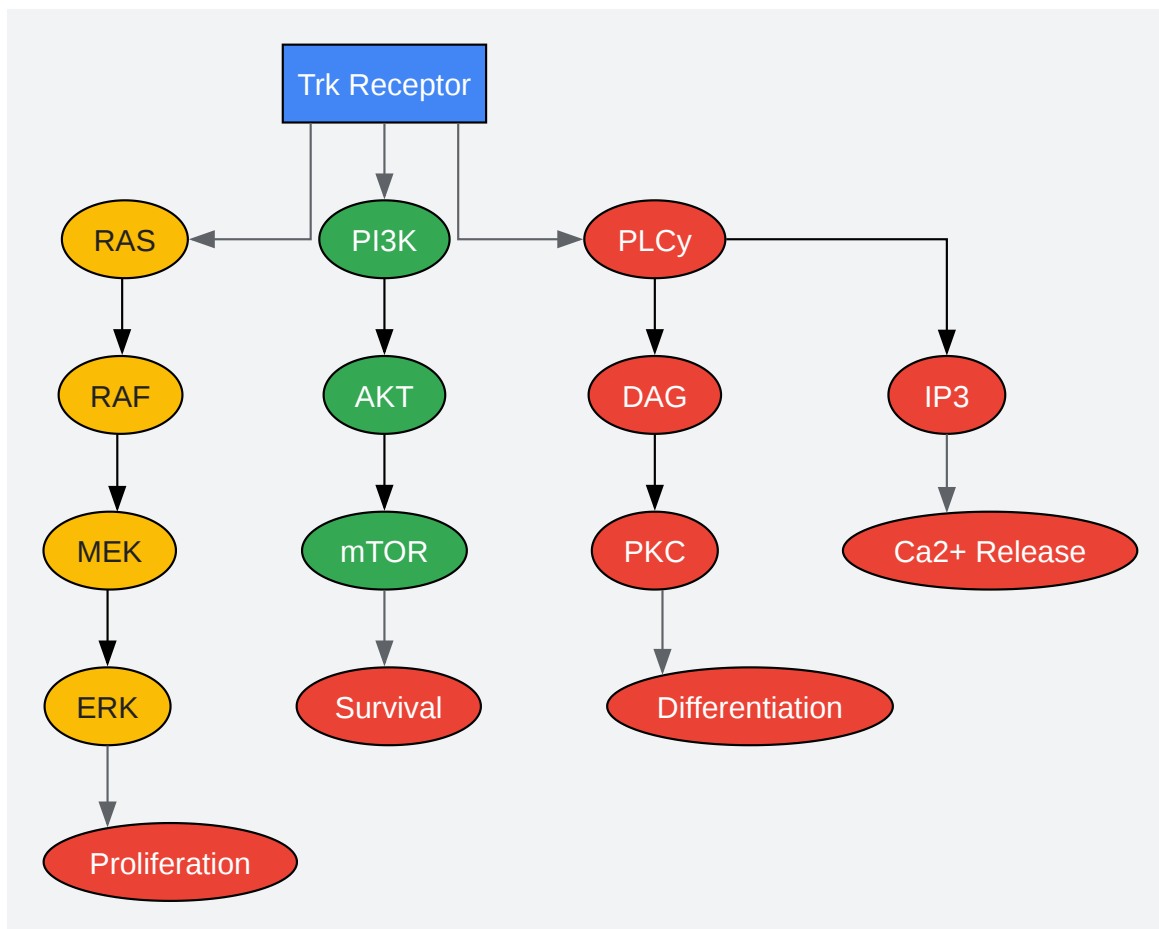 Trk Receptor
RAS
PI3K
PLCy
RAF
AKT
DAG
IP3
MEK
mTOR
PKC
Ca2+ Release
ERK
Survival
Differentiation
Proliferation